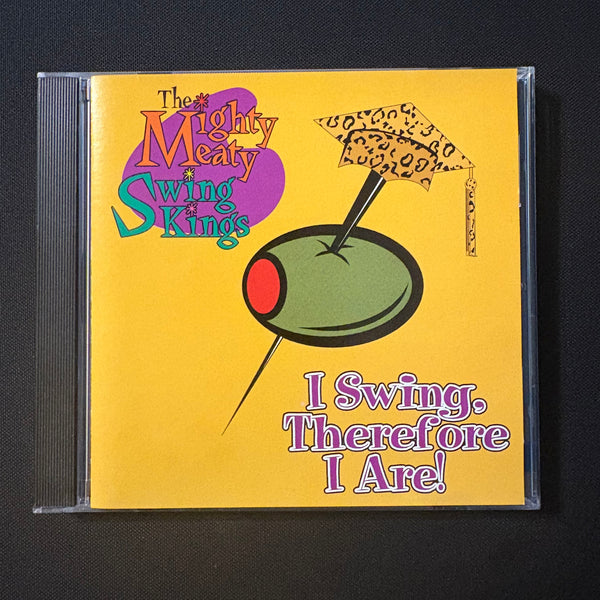 The Mighty
Meaty
Swing
Kings
I Swing,
Therefore
I Are!